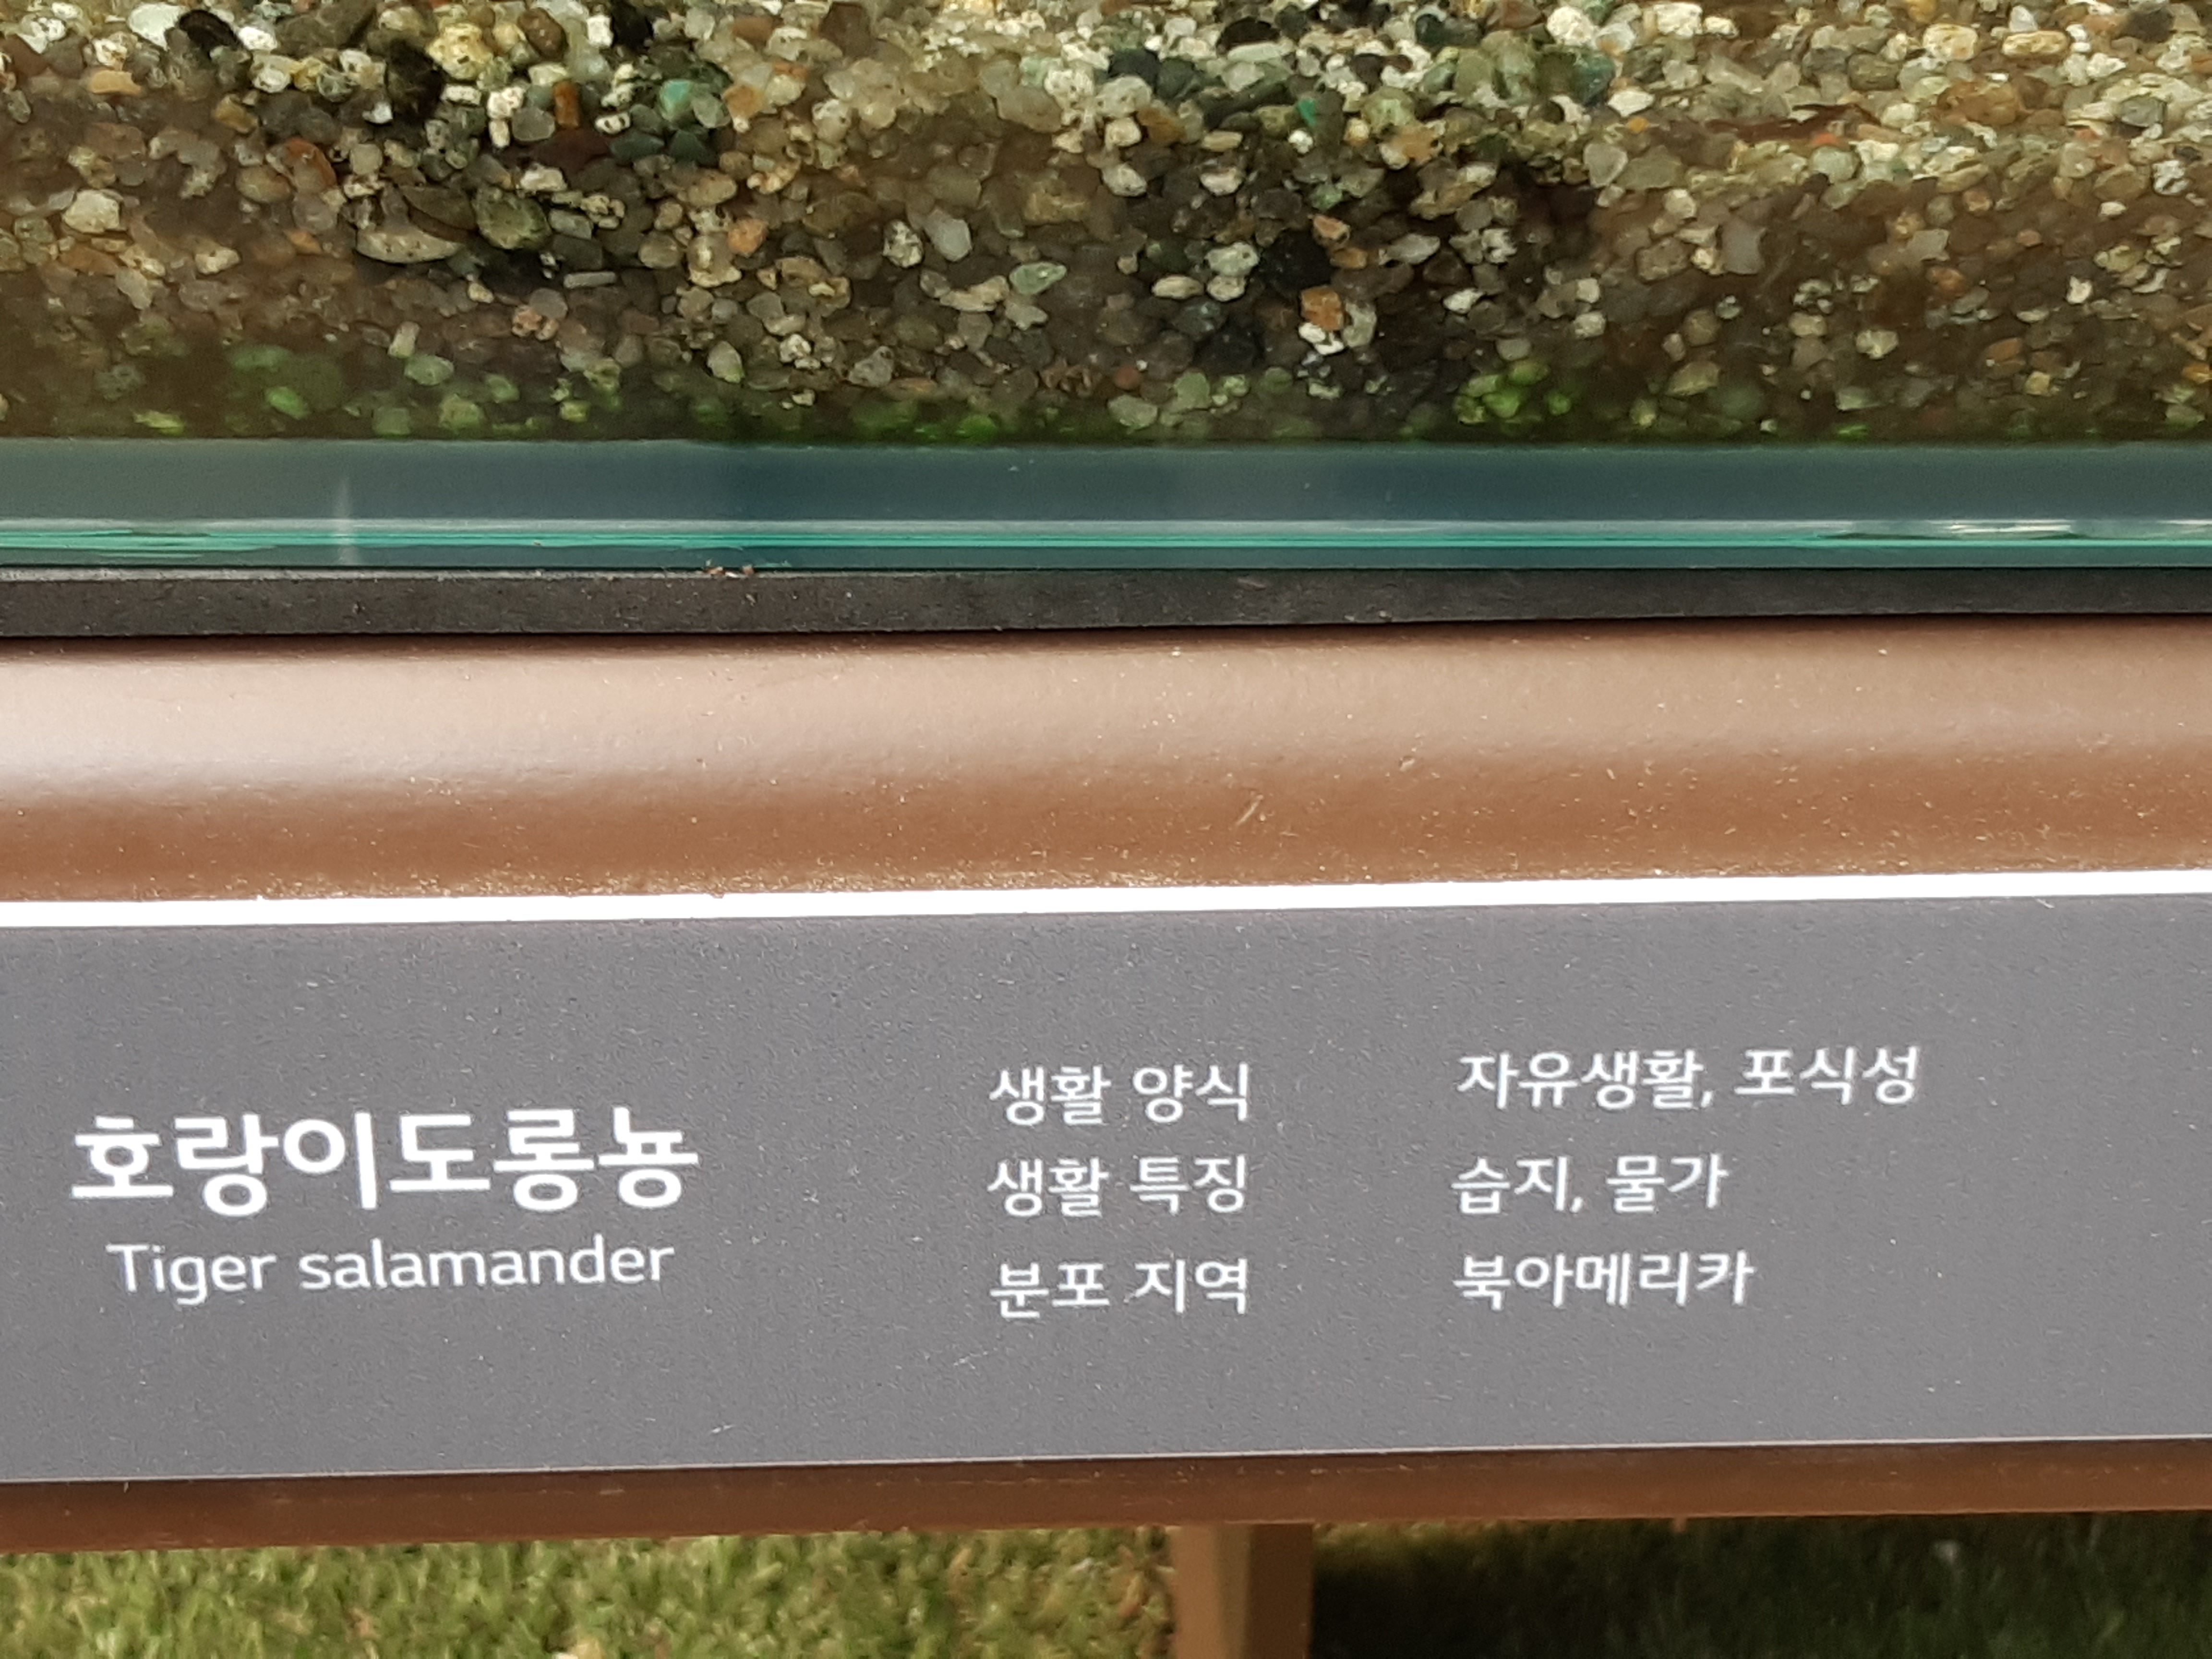 호랑이도롱뇽
Tiger salamander
생활 양식 자유생활, 포식성
생활 특징 습지, 물가
분포 지역 북아메리카